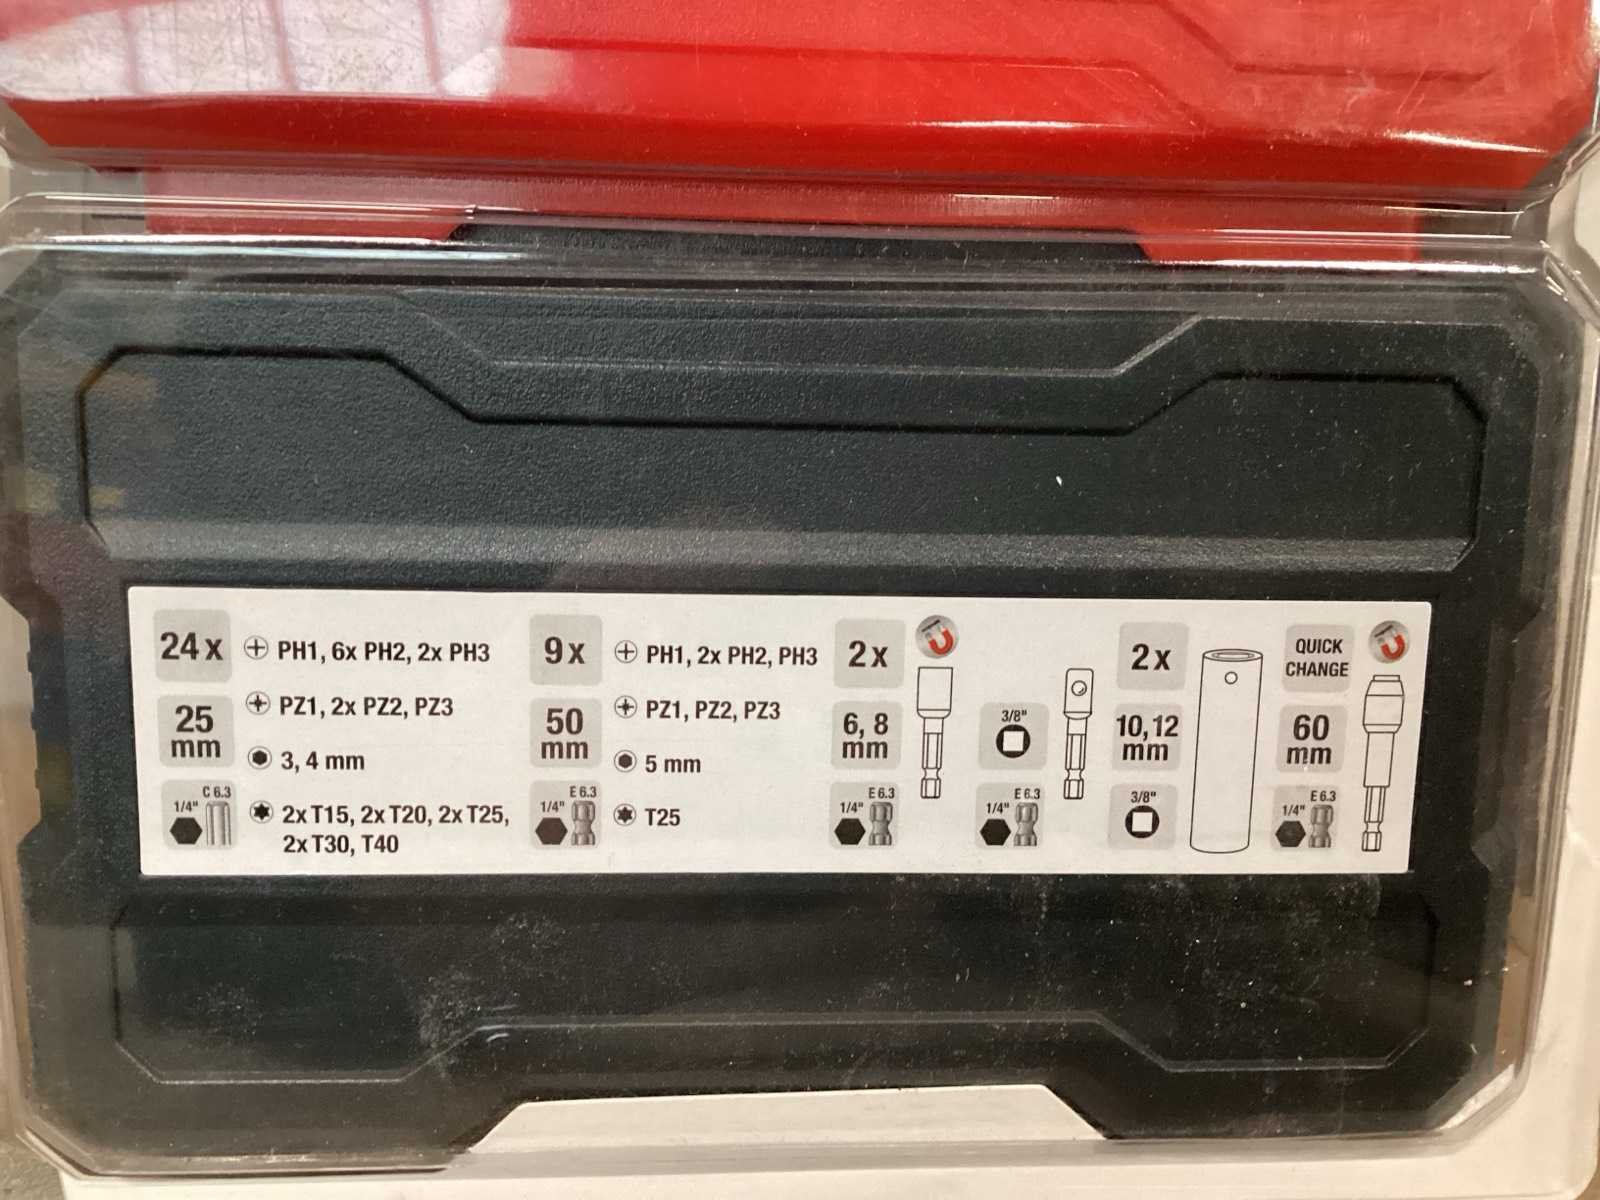 24x
PH1, 6x PH2, 2x PH3
25
mm
PZ1, 2x PZ2, PZ3
3, 4 mm
C 6.3
1/4"
2x T15, 2x T20, 2x T25,
2x T30, T40
9x
PH1, 2x PH2, PH3
50
mm
PZ1, PZ2, PZ3
5 mm
E 6.3
1/4"
T25
2x
6, 8
mm
E 6.3
1/4"
3/8"
E 6.3
1/4"
2x
10, 12
mm
3/8"
QUICK
CHANGE
60
mm
E 6.3
1/4"